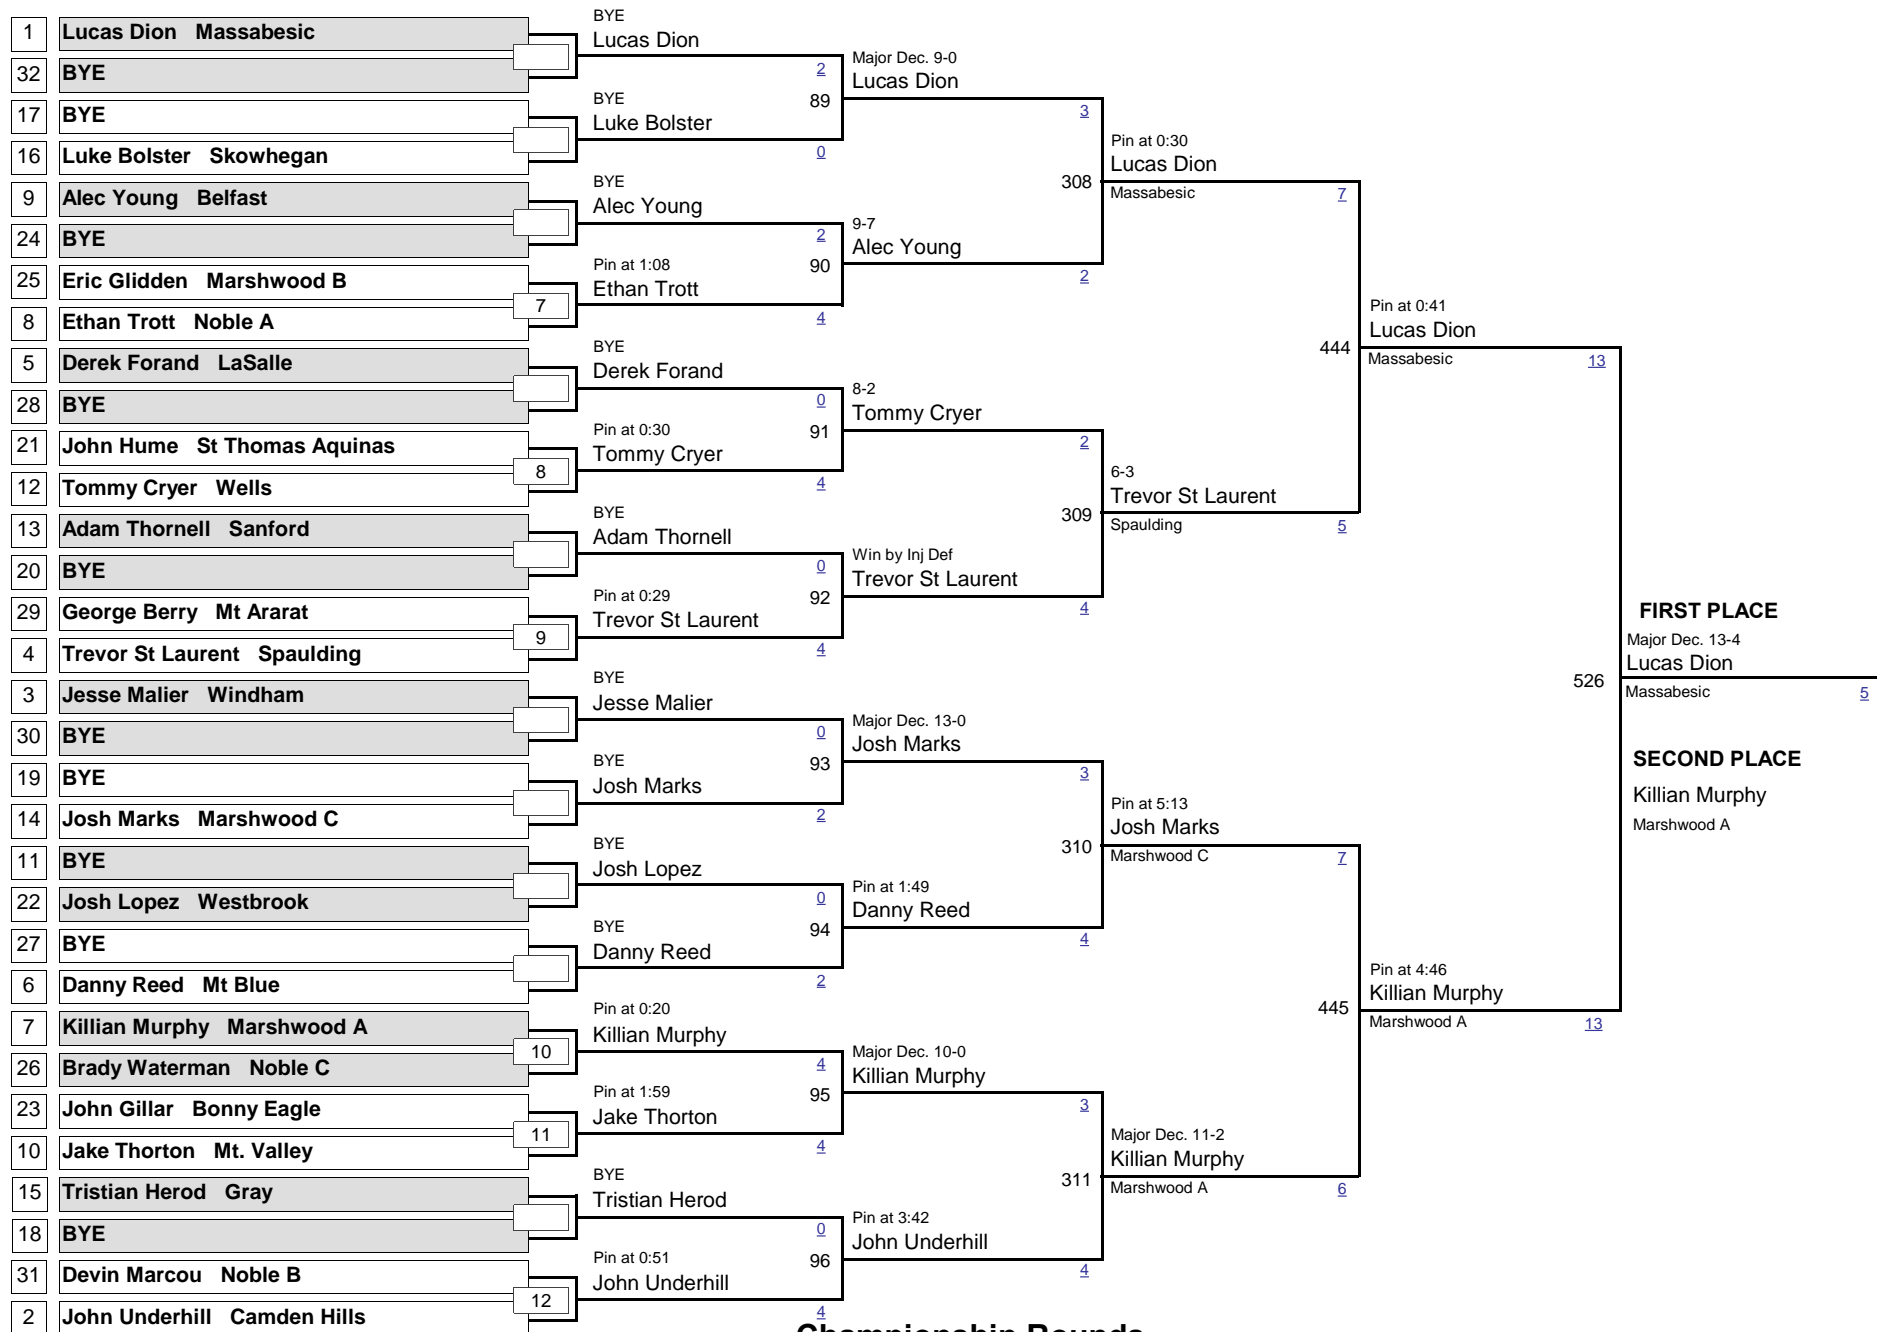 1 Lucas Dion Massabesic
32 BYE
17 BYE
16 Luke Bolster Skowhegan
9 Alec Young Belfast
24 BYE
25 Eric Glidden Marshwood B
8 Ethan Trott Noble A
7
5 Derek Forand LaSalle
28 BYE
21 John Hume St Thomas Aquinas
12 Tommy Cryer Wells
8
13 Adam Thornell Sanford
20 BYE
29 George Berry Mt Ararat
4 Trevor St Laurent Spaulding
9
3 Jesse Malier Windham
30 BYE
19 BYE
14 Josh Marks Marshwood C
11 BYE
22 Josh Lopez Westbrook
27 BYE
6 Danny Reed Mt Blue
7 Killian Murphy Marshwood A
26 Brady Waterman Noble C
10
23 John Gillar Bonny Eagle
10 Jake Thorton Mt. Valley
11
15 Tristian Herod Gray
18 BYE
31 Devin Marcou Noble B
2 John Underhill Camden Hills
12
BYE
Lucas Dion
2
89
BYE
Luke Bolster
0
BYE
Alec Young
2
90
Pin at 1:08
Ethan Trott
4
BYE
Derek Forand
0
91
Pin at 0:30
Tommy Cryer
4
BYE
Adam Thornell
0
92
Pin at 0:29
Trevor St Laurent
4
BYE
Jesse Malier
0
93
BYE
Josh Marks
2
BYE
Josh Lopez
0
94
BYE
Danny Reed
2
Pin at 0:20
Killian Murphy
4
95
Pin at 1:59
Jake Thorton
4
BYE
Tristian Herod
0
96
Pin at 0:51
John Underhill
4
Major Dec. 9-0
Lucas Dion
3
308
9-7
Alec Young
2
8-2
Tommy Cryer
2
309
Win by Inj Def
Trevor St Laurent
4
Major Dec. 13-0
Josh Marks
3
310
Pin at 1:49
Danny Reed
4
Major Dec. 10-0
Killian Murphy
3
311
Pin at 3:42
John Underhill
4
Pin at 0:30
Lucas Dion
Massabesic 7
444
6-3
Trevor St Laurent
Spaulding 5
Pin at 5:13
Josh Marks
Marshwood C 7
445
Major Dec. 11-2
Killian Murphy
Marshwood A 6
Pin at 0:41
Lucas Dion
Massabesic 13
526
Pin at 4:46
Killian Murphy
Marshwood A 13
FIRST PLACE
Major Dec. 13-4
Lucas Dion
Massabesic 5
SECOND PLACE
Killian Murphy
Marshwood A
Championship Rounds